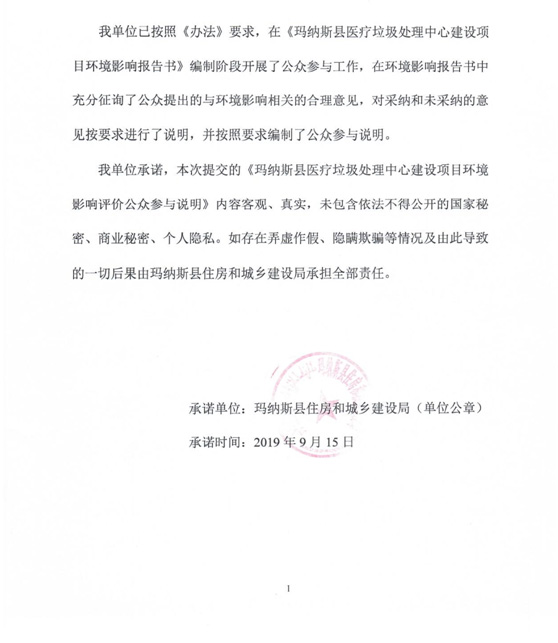 我单位已按照《办法》要求，在《玛纳斯县医疗垃圾处理中心建设项
目环境影响报告书》编制阶段开展了公众参与工作，在环境影响报告书中
充分征询了公众提出的与环境影响相关的合理意见，对采纳和未采纳的意
见按要求进行了说明，并按照要求编制了公众参与说明。
我单位承诺，本次提交的《玛纳斯县医疗垃圾处理中心建设项目环境
影响评价公众参与说明》内容客观、真实，未包含依法不得公开的国家秘
密、商业秘密、个人隐私。如存在弄虚作假、隐瞒欺骗等情况及由此导致
的一切后果由玛纳斯县住房和城乡建设局承担全部责任。
承诺单位：玛纳斯县住房和城乡建设局（单位公章）
承诺时间：2019 年 9 月 15 日
1